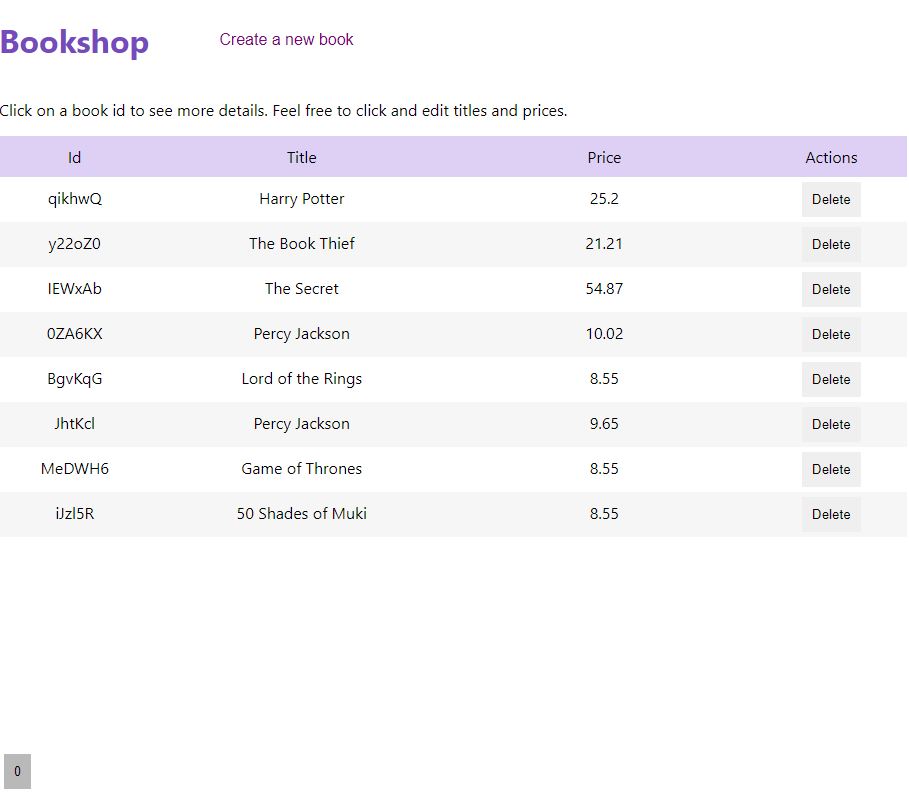 Bookshop Create a new book
Click on a book id to see more details. Feel free to click and edit titles and prices.
Id Title Price Actions
qikhwQ Harry Potter 25.2 Delete
y22oZ0 The Book Thief 21.21 Delete
IEWxAb The Secret 54.87 Delete
0ZA6KX Percy Jackson 10.02 Delete
BgvKqG Lord of the Rings 8.55 Delete
JhtKcl Percy Jackson 9.65 Delete
MeDWH6 Game of Thrones 8.55 Delete
iJzl5R 50 Shades of Muki 8.55 Delete
0